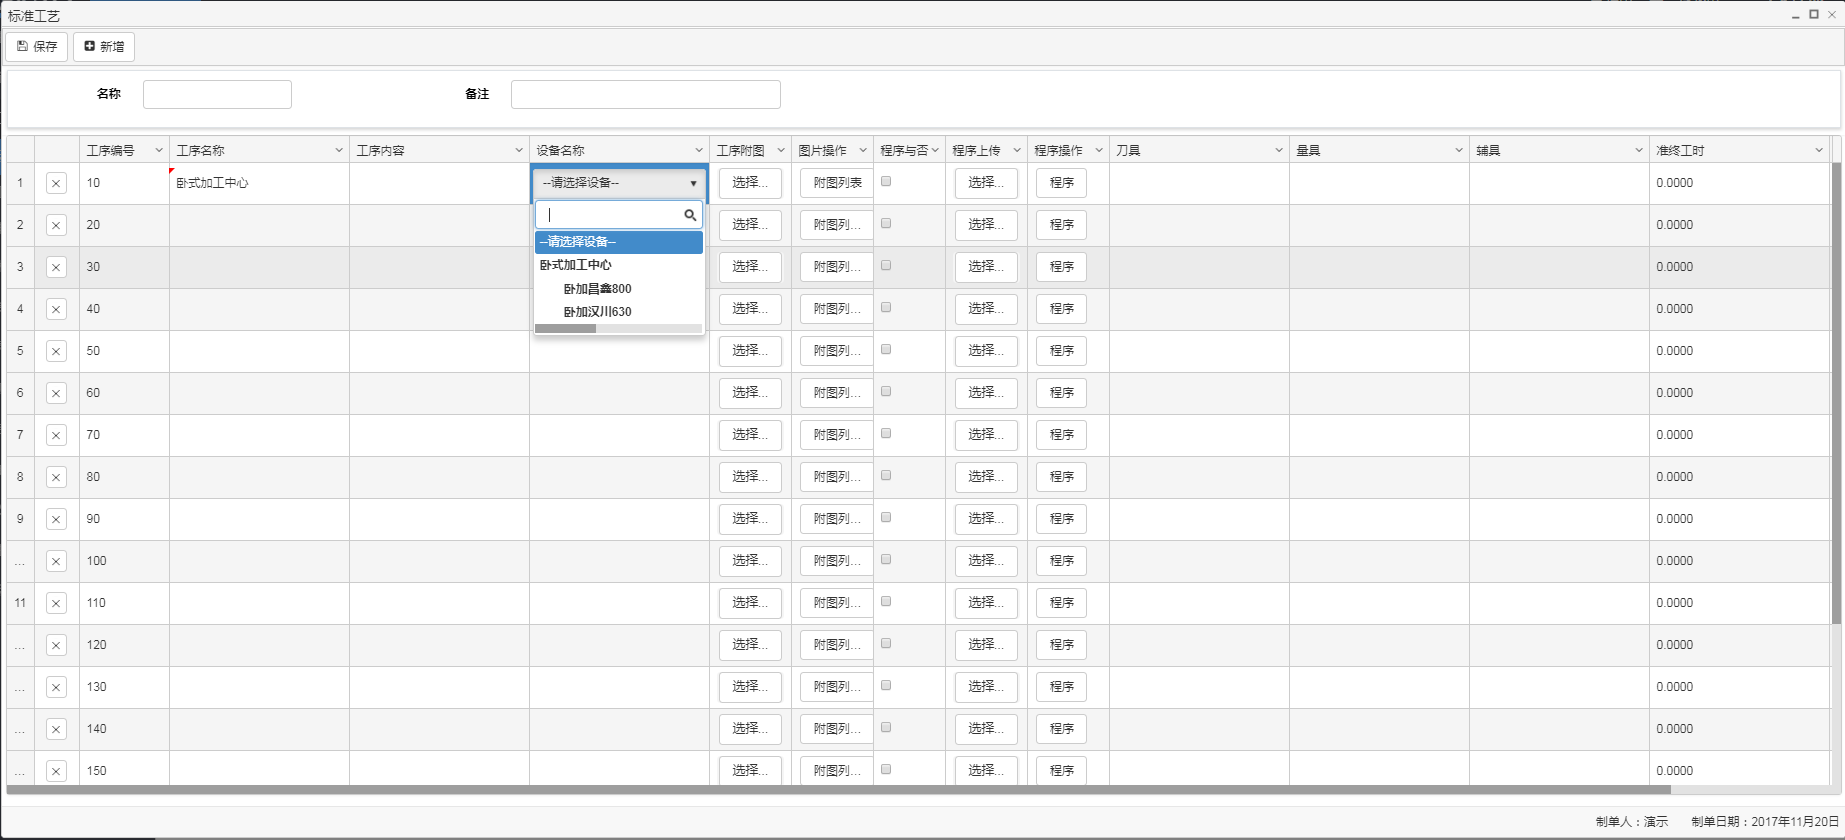 标准工艺
保存 新增
名称 备注
工序编号 工序名称 工序内容 设备名称 工序附图 图片操作 程序与否 程序上传 程序操作 刀具 量具 辅具 准终工时
1 10 卧式加工中心 --请选择设备-- 选择... 附图列表 选择... 程序 0.0000
2 20 选择... 附图列... 选择... 程序 0.0000
--请选择设备--
卧式加工中心
3 30 选择... 附图列... 选择... 程序 0.0000
卧加昌鑫800
4 40 卧加汉川630 选择... 附图列... 选择... 程序 0.0000
5 50 选择... 附图列... 选择... 程序 0.0000
6 60 选择... 附图列... 选择... 程序 0.0000
7 70 选择... 附图列... 选择... 程序 0.0000
8 80 选择... 附图列... 选择... 程序 0.0000
9 90 选择... 附图列... 选择... 程序 0.0000
... 100 选择... 附图列... 选择... 程序 0.0000
11 110 选择... 附图列... 选择... 程序 0.0000
... 120 选择... 附图列... 选择... 程序 0.0000
... 130 选择... 附图列... 选择... 程序 0.0000
... 140 选择... 附图列... 选择... 程序 0.0000
... 150 选择... 附图列... 选择... 程序 0.0000
制单人：演示 制单日期：2017年11月20日